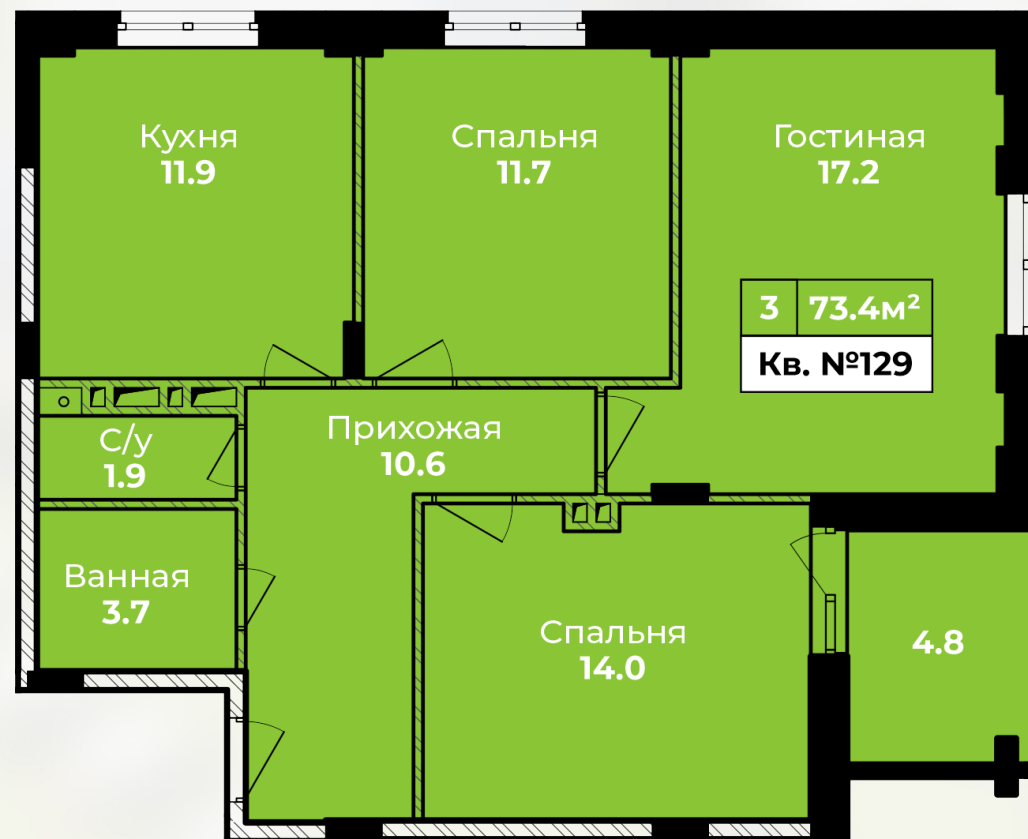 Кухня
11.9
Спальня
11.7
Гостиная
17.2
3 73.4м²
Кв. №129
Прихожая
10.6
С/у
1.9
Ванная
3.7
Спальня
14.0
4.8